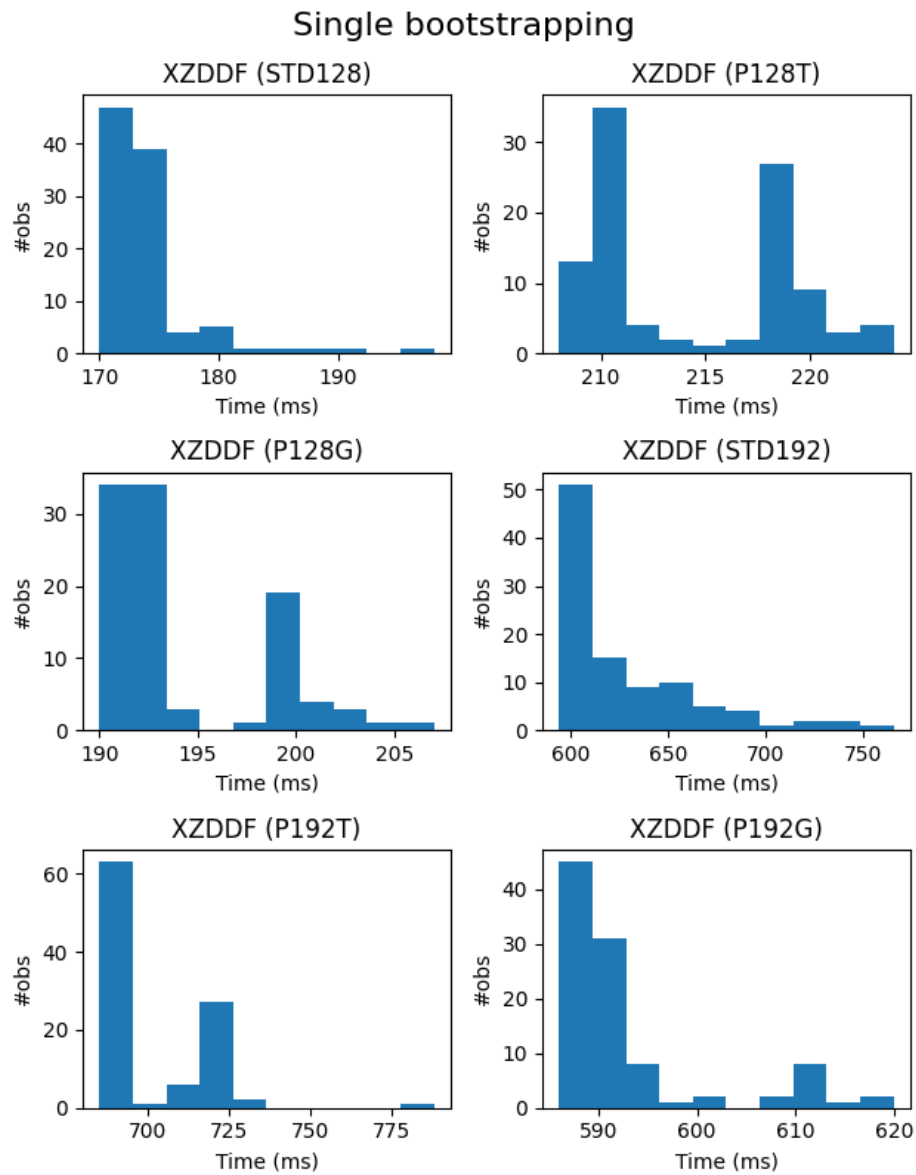 Single bootstrapping
XZDDF (STD128)
#obs
40
30
20
10
0
170 180 190
Time (ms)
XZDDF (P128T)
#obs
30
20
10
0
210 215 220
Time (ms)
XZDDF (P128G)
#obs
30
20
10
0
190 195 200 205
Time (ms)
XZDDF (STD192)
#obs
50
40
30
20
10
0
600 650 700 750
Time (ms)
XZDDF (P192T)
#obs
60
40
20
0
700 725 750 775
Time (ms)
XZDDF (P192G)
#obs
40
30
20
10
0
590 600 610 620
Time (ms)